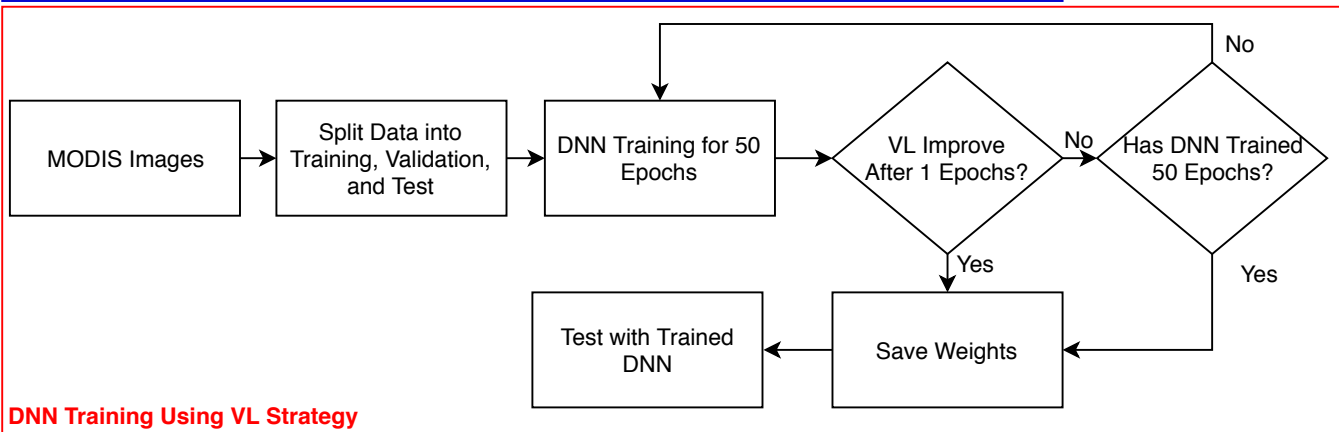 No
MODIS Images
Split Data into
Training, Validation,
and Test
DNN Training for 50
Epochs
VL Improve
After 1 Epochs?
No
Has DNN Trained
50 Epochs?
Yes
Yes
Test with Trained
DNN
Save Weights
DNN Training Using VL Strategy